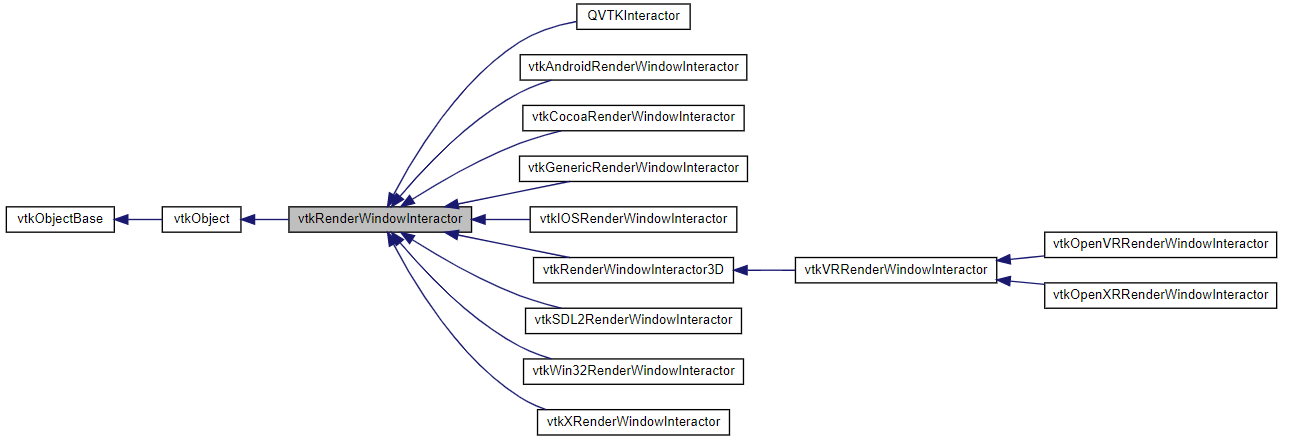 QVTKInteractor
vtkAndroidRenderWindowInteractor
vtkCocoaRenderWindowInteractor
vtkGenericRenderWindowInteractor
vtkObjectBase
vtkObject
vtkRenderWindowInteractor
vtkIOSRenderWindowInteractor
vtkRenderWindowInteractor3D
vtkVRRenderWindowInteractor
vtkOpenVRRenderWindowInteractor
vtkOpenXRRenderWindowInteractor
vtkSDL2RenderWindowInteractor
vtkWin32RenderWindowInteractor
vtkXRenderWindowInteractor